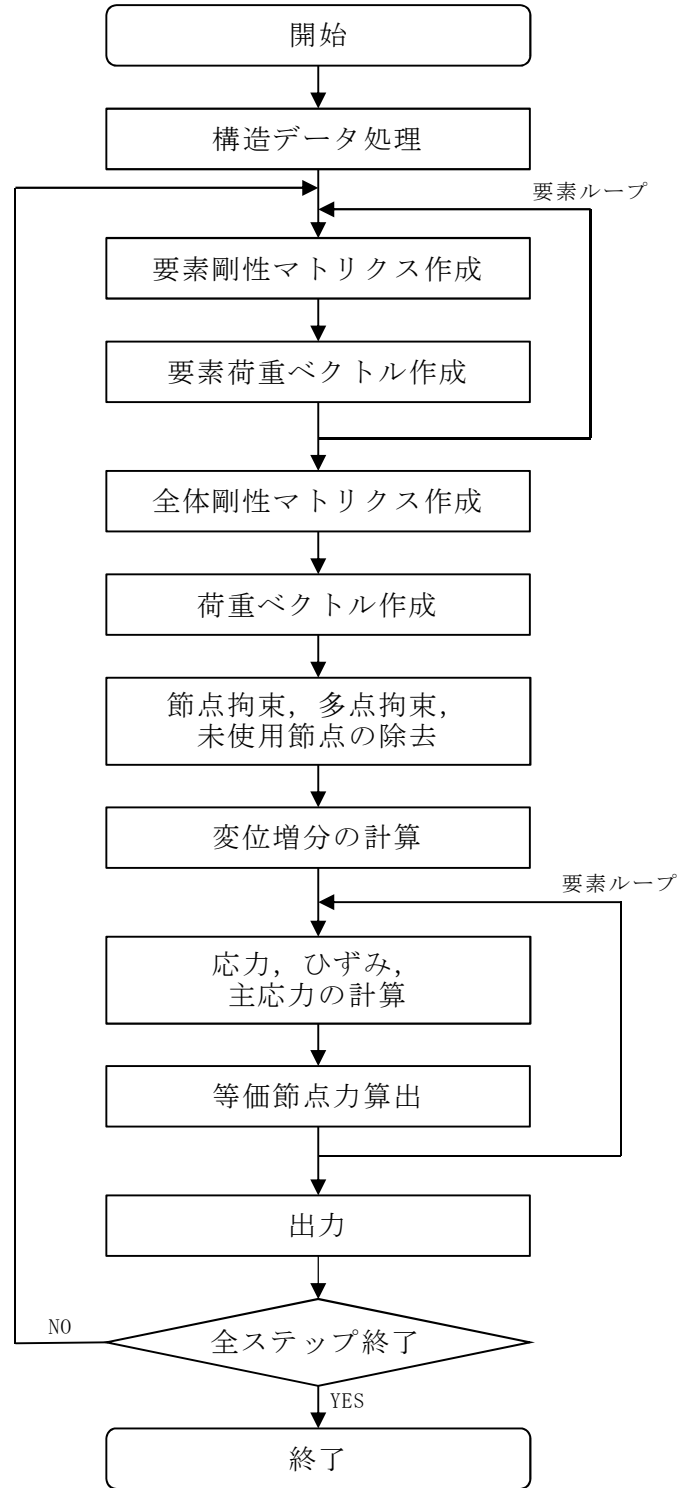 開始
構造データ処理
要素ループ
要素剛性マトリクス作成
要素荷重ベクトル作成
全体剛性マトリクス作成
荷重ベクトル作成
節点拘束，多点拘束，
未使用節点の除去
変位増分の計算
要素ループ
応力，ひずみ，
主応力の計算
等価節点力算出
出力
NO
全ステップ終了
YES
終了